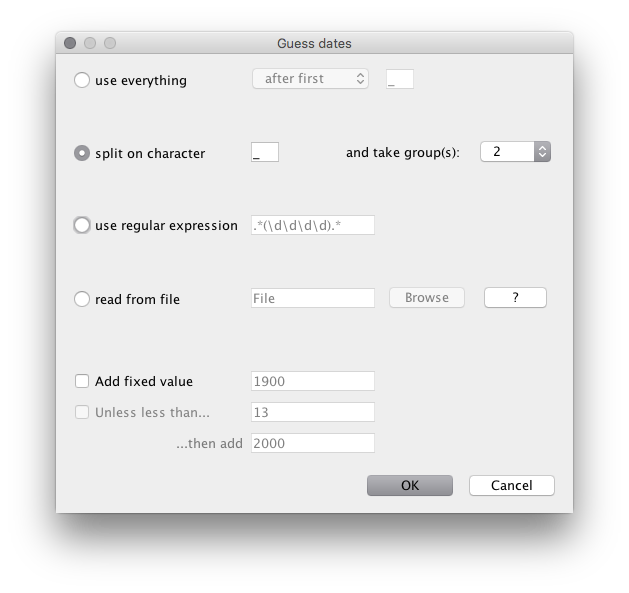 Guess dates
use everything after first _
split on character _ and take group(s): 2
use regular expression .*(\d\d\d\d).*
read from file File Browse ?
Add fixed value 1900
Unless less than... 13
...then add 2000
OK Cancel